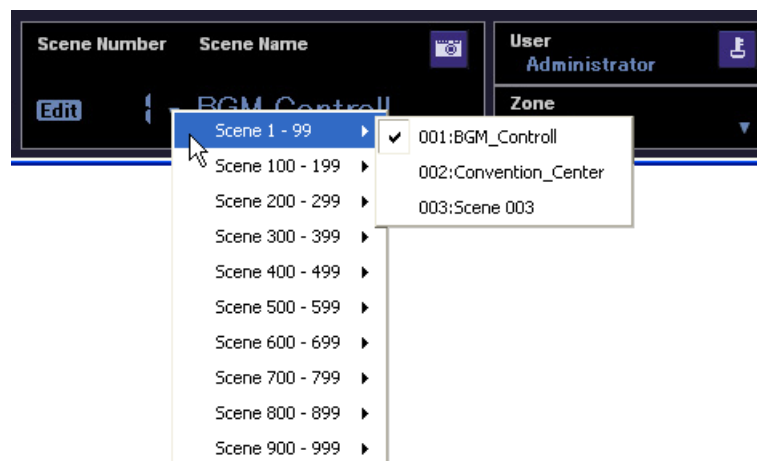 Scene Number Scene Name
User
Administrator
Edit 1 BGM_Controll
Zone
Scene 1 - 99
001:BGM_Controll
Scene 100 - 199
002:Convention_Center
Scene 200 - 299
003:Scene 003
Scene 300 - 399
Scene 400 - 499
Scene 500 - 599
Scene 600 - 699
Scene 700 - 799
Scene 800 - 899
Scene 900 - 999